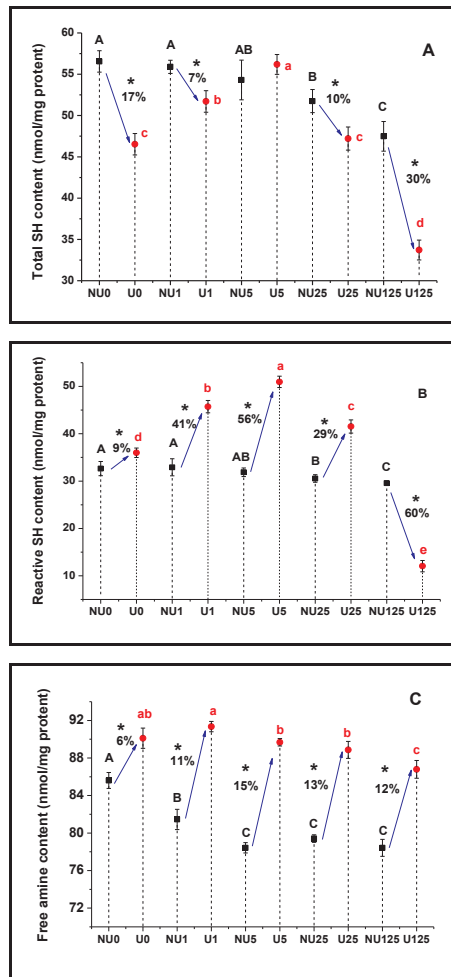 A
60
55
50
45
40
35
30
Total SH content (nmol/mg protent)
A A AB a B C
* * * *
17% 7% 10% 30%
c b c d
NU0 U0 NU1 U1 NU5 U5 NU25 U25 NU125 U125
B
50
40
30
20
10
Reactive SH content (nmol/mg protent)
A d A b AB a B c C e
* * * * *
9% 41% 56% 29% 60%
NU0 U0 NU1 U1 NU5 U5 NU25 U25 NU125 U125
C
92
88
84
80
76
72
Free amine content (nmol/mg protent)
A ab B a C b C b C c
* * * * *
6% 11% 15% 13% 12%
NU0 U0 NU1 U1 NU5 U5 NU25 U25 NU125 U125